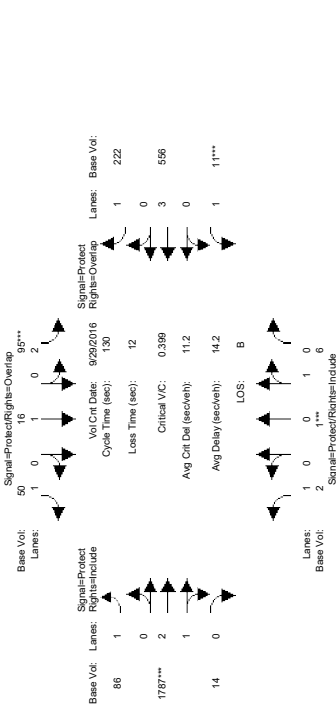 Signal=Protect/Rights=Overlap
Base Vol: 50 16 95***
Lanes: 1 0 1 0 2
Signal=Protect
Rights=Include
Signal=Protect
Rights=Overlap
Base Vol: Lanes: Vol Cnt Date: 9/29/2016 Lanes: Base Vol:
Cycle Time (sec): 130
86 1 1 222
Loss Time (sec): 12
0 0
1787*** 2 Critical V/C: 0.399 3 556
1 Avg Crit Del (sec/veh): 11.2 0
14 0 Avg Delay (sec/veh): 14.2 1 11***
LOS: B
Lanes: 1 0 0 1 0
Base Vol: 2 1*** 6
Signal=Protect/Rights=Include